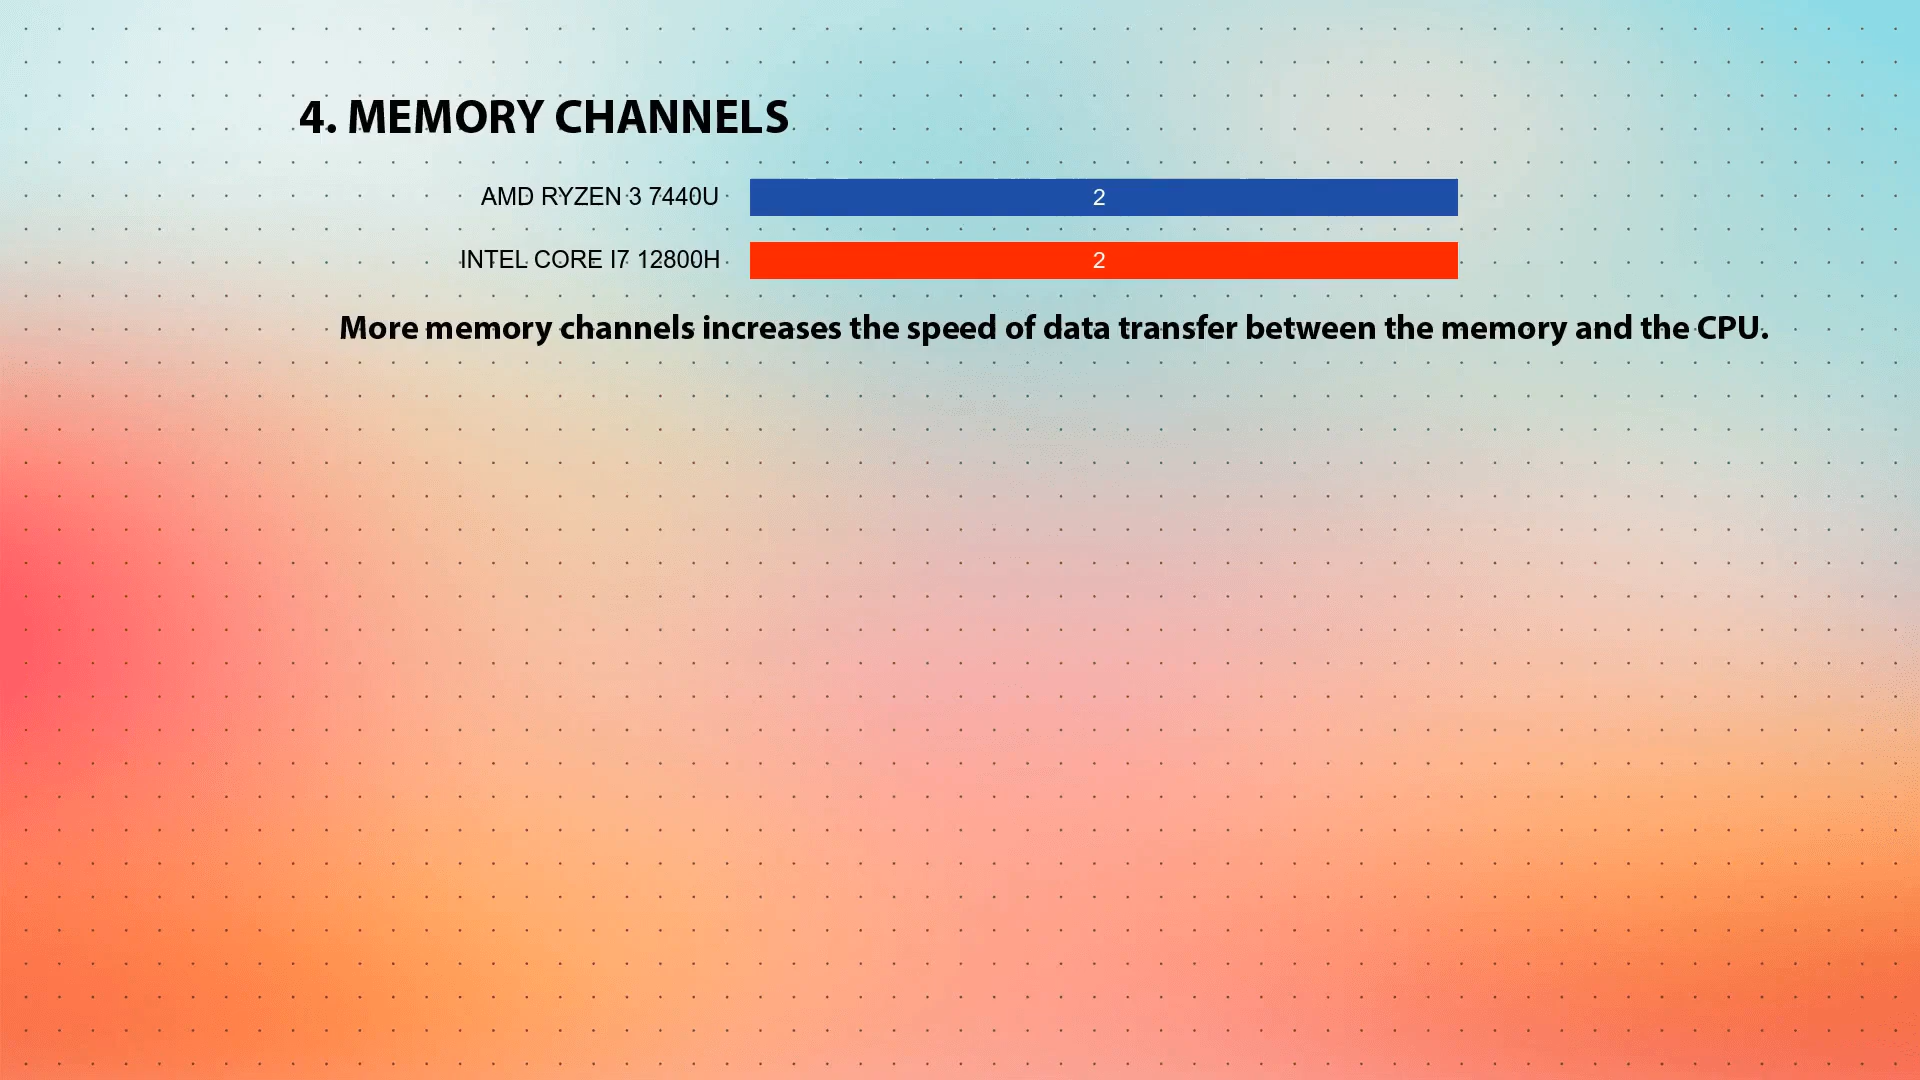 4. MEMORY CHANNELS
AMD RYZEN 3 7440U 2
INTEL CORE I7 12800H 2
More memory channels increases the speed of data transfer between the memory and the CPU.